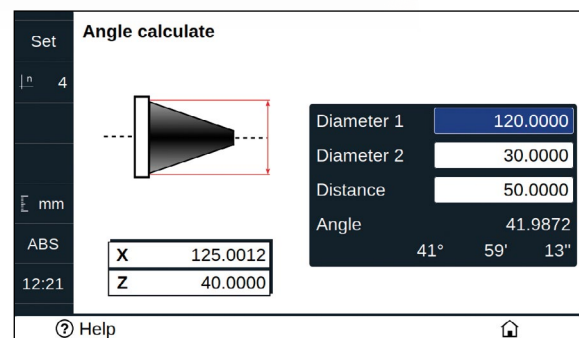 Set
Angle calculate
n 4
mm
ABS
12:21
X 125.0012
Z 40.0000
Diameter 1 120.0000
Diameter 2 30.0000
Distance 50.0000
Angle 41.9872
41° 59' 13"
? Help